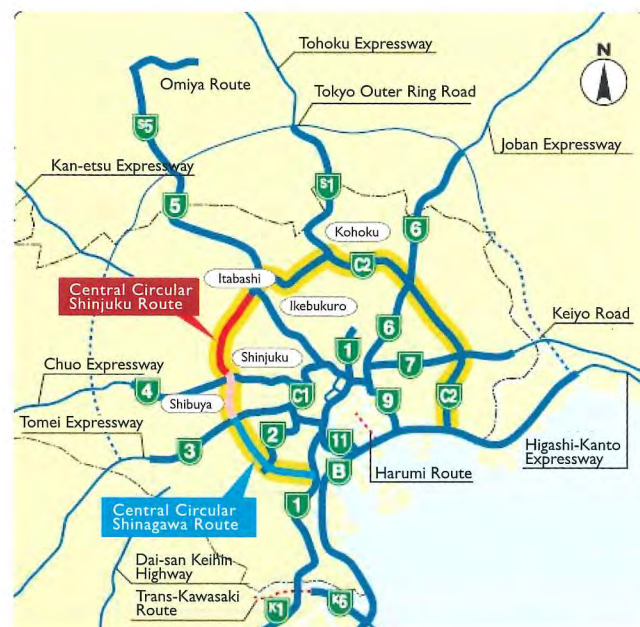 Tohoku Expressway
N
Omiya Route
Tokyo Outer Ring Road
S5
Joban Expressway
Kan-etsu Expressway
S1
5
6
Kohoku
C2
Itabashi
Central Circular
Shinjuku Route
Ikebukuro
Keiyo Road
6
1
7
Shinjuku
Chuo Expressway
4
C1
9
C2
Shibuya
Tomei Expressway
3
2
11
B
Harumi Route
Higashi-Kanto
Expressway
1
Central Circular
Shinagawa Route
Dai-san Keihin
Highway
Trans-Kawasaki
Route
K1
K6